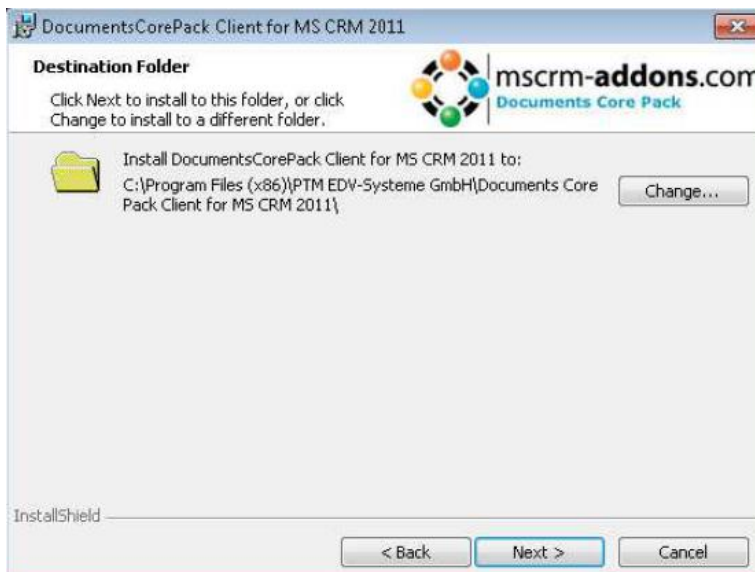 DocumentsCorePack Client for MS CRM 2011
Destination Folder
Click Next to install to this folder, or click
Change to install to a different folder.
mscrm-addons.com
Documents Core Pack
Install DocumentsCorePack Client for MS CRM 2011 to:
C:\Program Files (x86)\PTM EDV-Systeme GmbH\Documents Core
Pack Client for MS CRM 2011\
Change...
InstallShield
< Back
Next >
Cancel